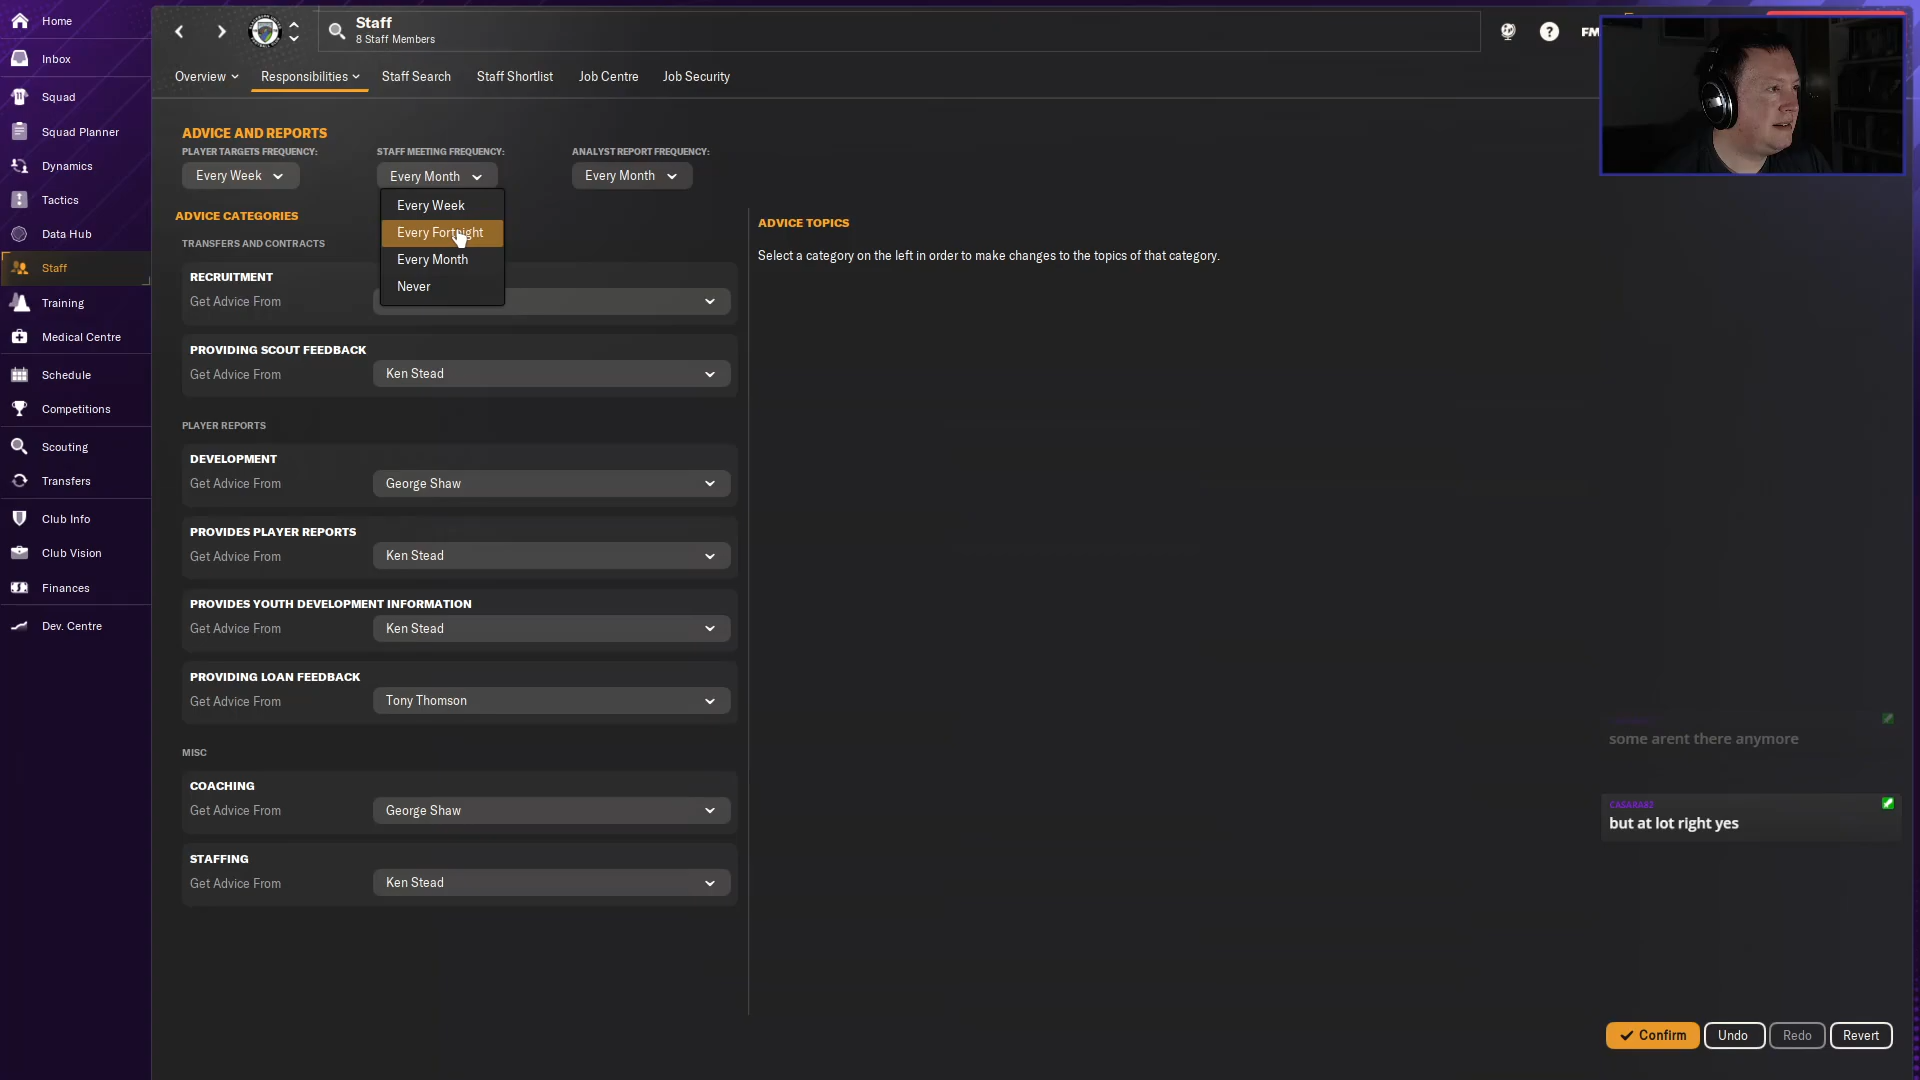 Home
Inbox
Squad
Squad Planner
Dynamics
Tactics
Data Hub
Staff
Training
Medical Centre
Schedule
Competitions
Scouting
Transfers
Club Info
Club Vision
Finances
Dev. Centre
Staff
8 Staff Members
FM
Overview
Responsibilities
Staff Search
Staff Shortlist
Job Centre
Job Security
ADVICE AND REPORTS
PLAYER TARGETS FREQUENCY:
Every Week
STAFF MEETING FREQUENCY:
Every Month
Every Week
Every Fortnight
Every Month
Never
ANALYST REPORT FREQUENCY:
Every Month
ADVICE CATEGORIES
TRANSFERS AND CONTRACTS
RECRUITMENT
Get Advice From
PROVIDING SCOUT FEEDBACK
Get Advice From Ken Stead
PLAYER REPORTS
DEVELOPMENT
Get Advice From George Shaw
PROVIDES PLAYER REPORTS
Get Advice From Ken Stead
PROVIDES YOUTH DEVELOPMENT INFORMATION
Get Advice From Ken Stead
PROVIDING LOAN FEEDBACK
Get Advice From Tony Thomson
MISC
COACHING
Get Advice From George Shaw
STAFFING
Get Advice From Ken Stead
ADVICE TOPICS
Select a category on the left in order to make changes to the topics of that category.
some arent there anymore
CASARA82
but at lot right yes
Confirm
Undo
Redo
Revert